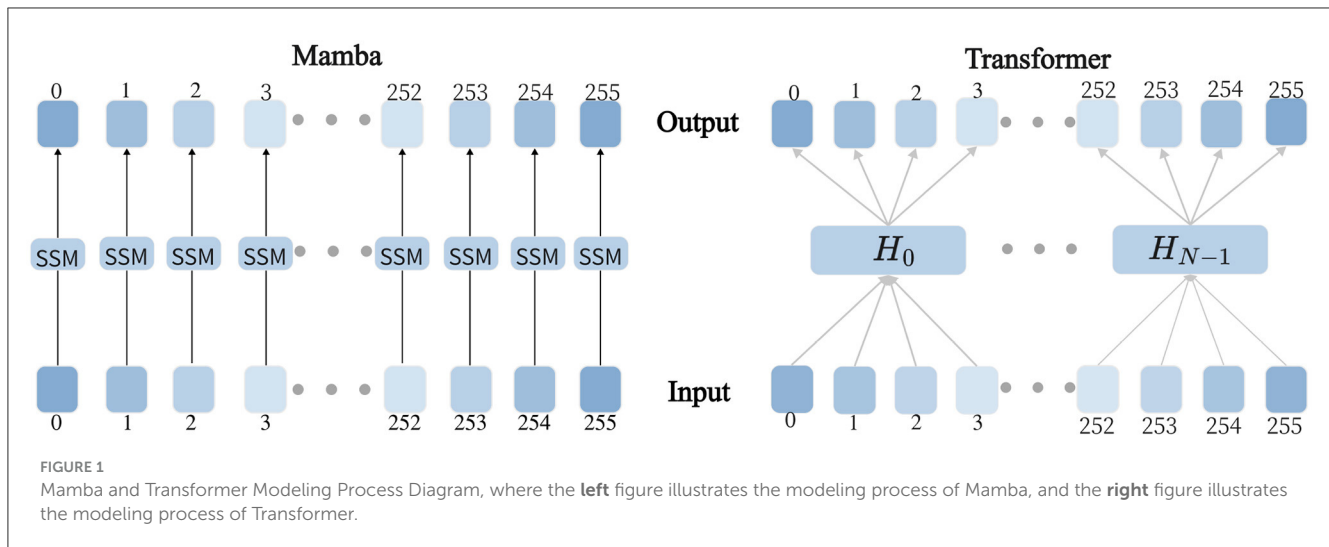 Mamba
Transformer
0 1 2 3 252 253 254 255
0 1 2 3 252 253 254 255
Output
SSM SSM SSM SSM SSM SSM SSM SSM
H_0 H_{N-1}
Input
0 1 2 3 252 253 254 255
0 1 2 3 252 253 254 255
FIGURE 1
Mamba and Transformer Modeling Process Diagram, where the left figure illustrates the modeling process of Mamba, and the right figure illustrates
the modeling process of Transformer.